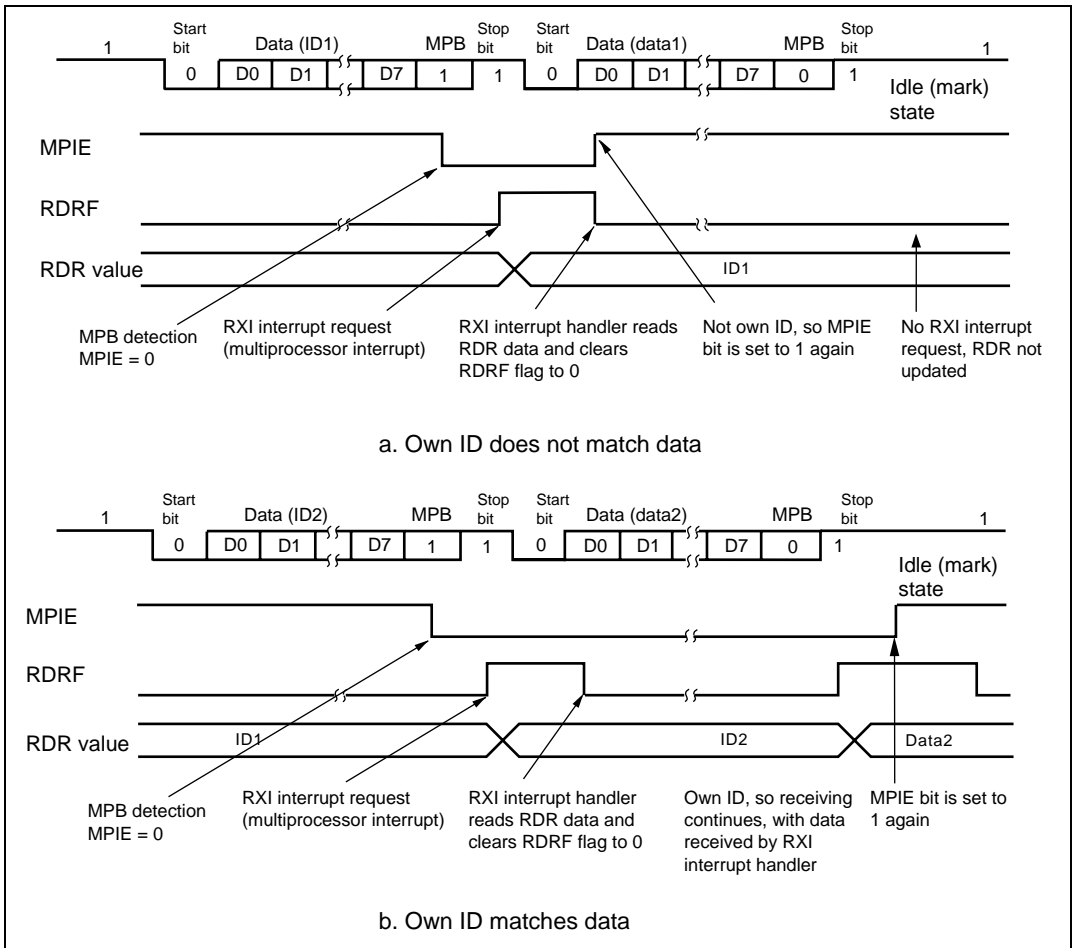 Start Stop Start Stop
1 bit Data (ID1) MPB bit bit Data (data1) MPB bit 1
0 D0 D1 D7 1 1 0 D0 D1 D7 0 1
Idle (mark)
state
MPIE
RDRF
RDR value ID1
MPB detection
MPIE = 0
RXI interrupt request
(multiprocessor interrupt)
RXI interrupt handler reads
RDR data and clears
RDRF flag to 0
Not own ID, so MPIE
bit is set to 1 again
No RXI interrupt
request, RDR not
updated
a. Own ID does not match data
Start Stop Start Stop
1 bit Data (ID2) MPB bit bit Data (data2) MPB bit 1
0 D0 D1 D7 1 1 0 D0 D1 D7 0 1
Idle (mark)
state
MPIE
RDRF
RDR value ID1 ID2 Data2
MPB detection
MPIE = 0
RXI interrupt request
(multiprocessor interrupt)
RXI interrupt handler
reads RDR data and
clears RDRF flag to 0
Own ID, so receiving
continues, with data
received by RXI
interrupt handler
MPIE bit is set to
1 again
b. Own ID matches data